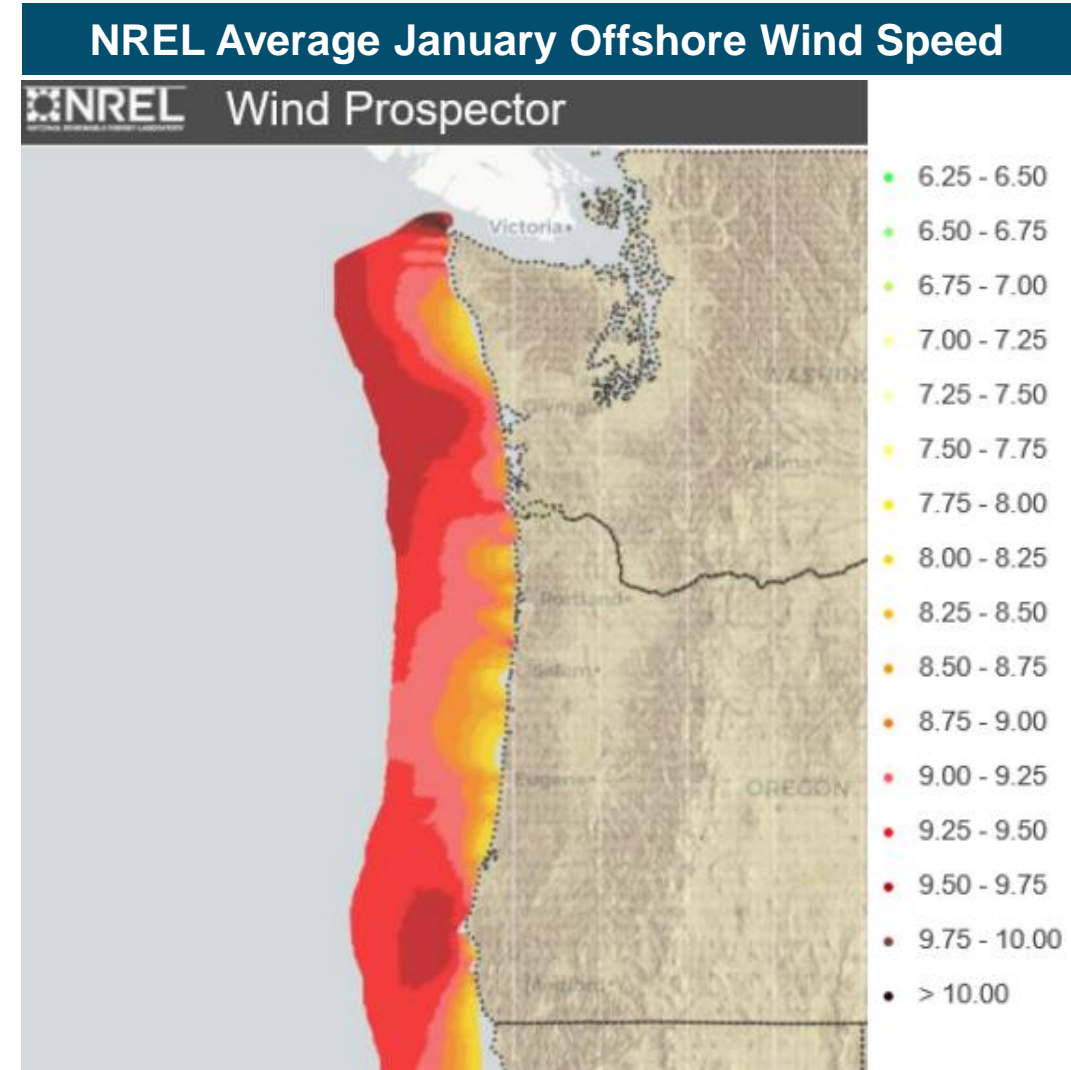 NREL Average January Offshore Wind Speed
NREL Wind Prospector
Victoria
Olympia
Yakima
Portland
Salem
Eugene
OREGON
6.25 - 6.50
6.50 - 6.75
6.75 - 7.00
7.00 - 7.25
7.25 - 7.50
7.50 - 7.75
7.75 - 8.00
8.00 - 8.25
8.25 - 8.50
8.50 - 8.75
8.75 - 9.00
9.00 - 9.25
9.25 - 9.50
9.50 - 9.75
9.75 - 10.00
> 10.00